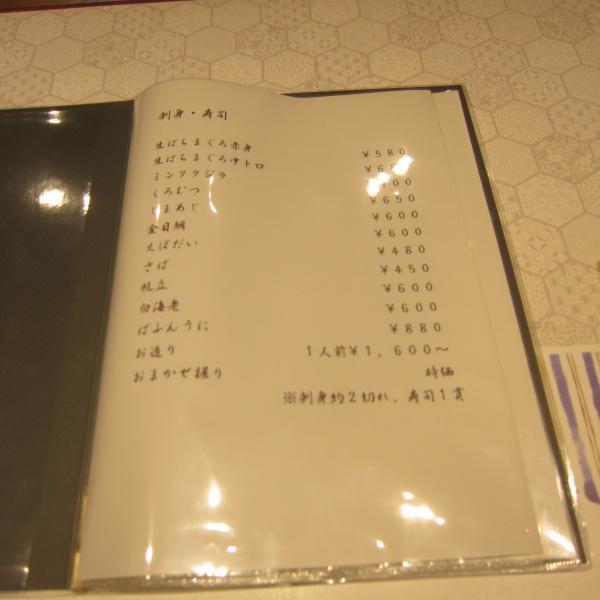 刺身・寿司
生ばちまぐろ赤身 ￥５８０
生ばちまぐろ中トロ
ミンククジラ
くろむつ ￥６５０
しまあじ ￥６００
金目鯛 ￥６００
えぼだい ￥４８０
さば ￥４５０
帆立 ￥６００
白海老 ￥６００
ばふんうに ￥８８０
お造り １人前￥１，６００～
おまかせ握り 時価
※刺身約２切れ、寿司１貫